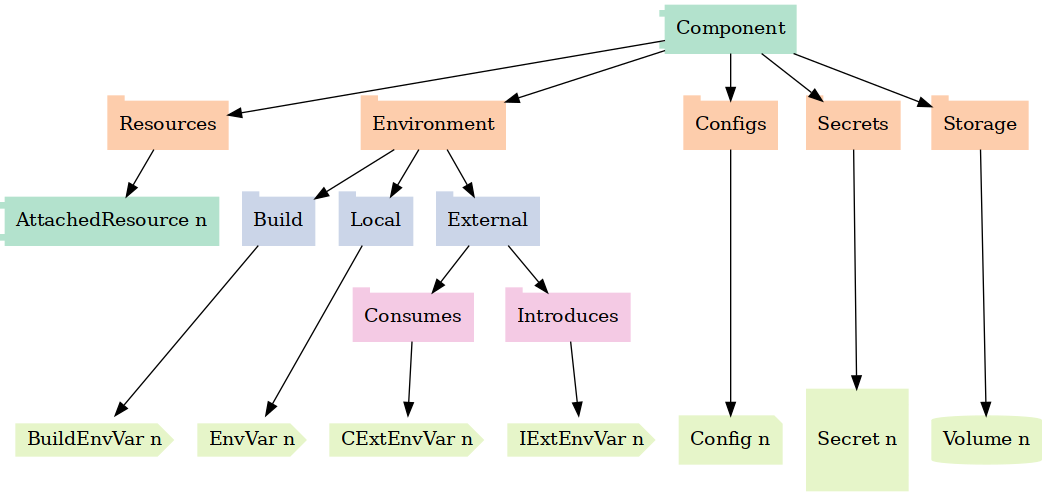 Component
Resources
Environment
Configs
Secrets
Storage
AttachedResource n
Build
Local
External
Consumes
Introduces
BuildEnvVar n
EnvVar n
CExtEnvVar n
IExtEnvVar n
Config n
Secret n
Volume n